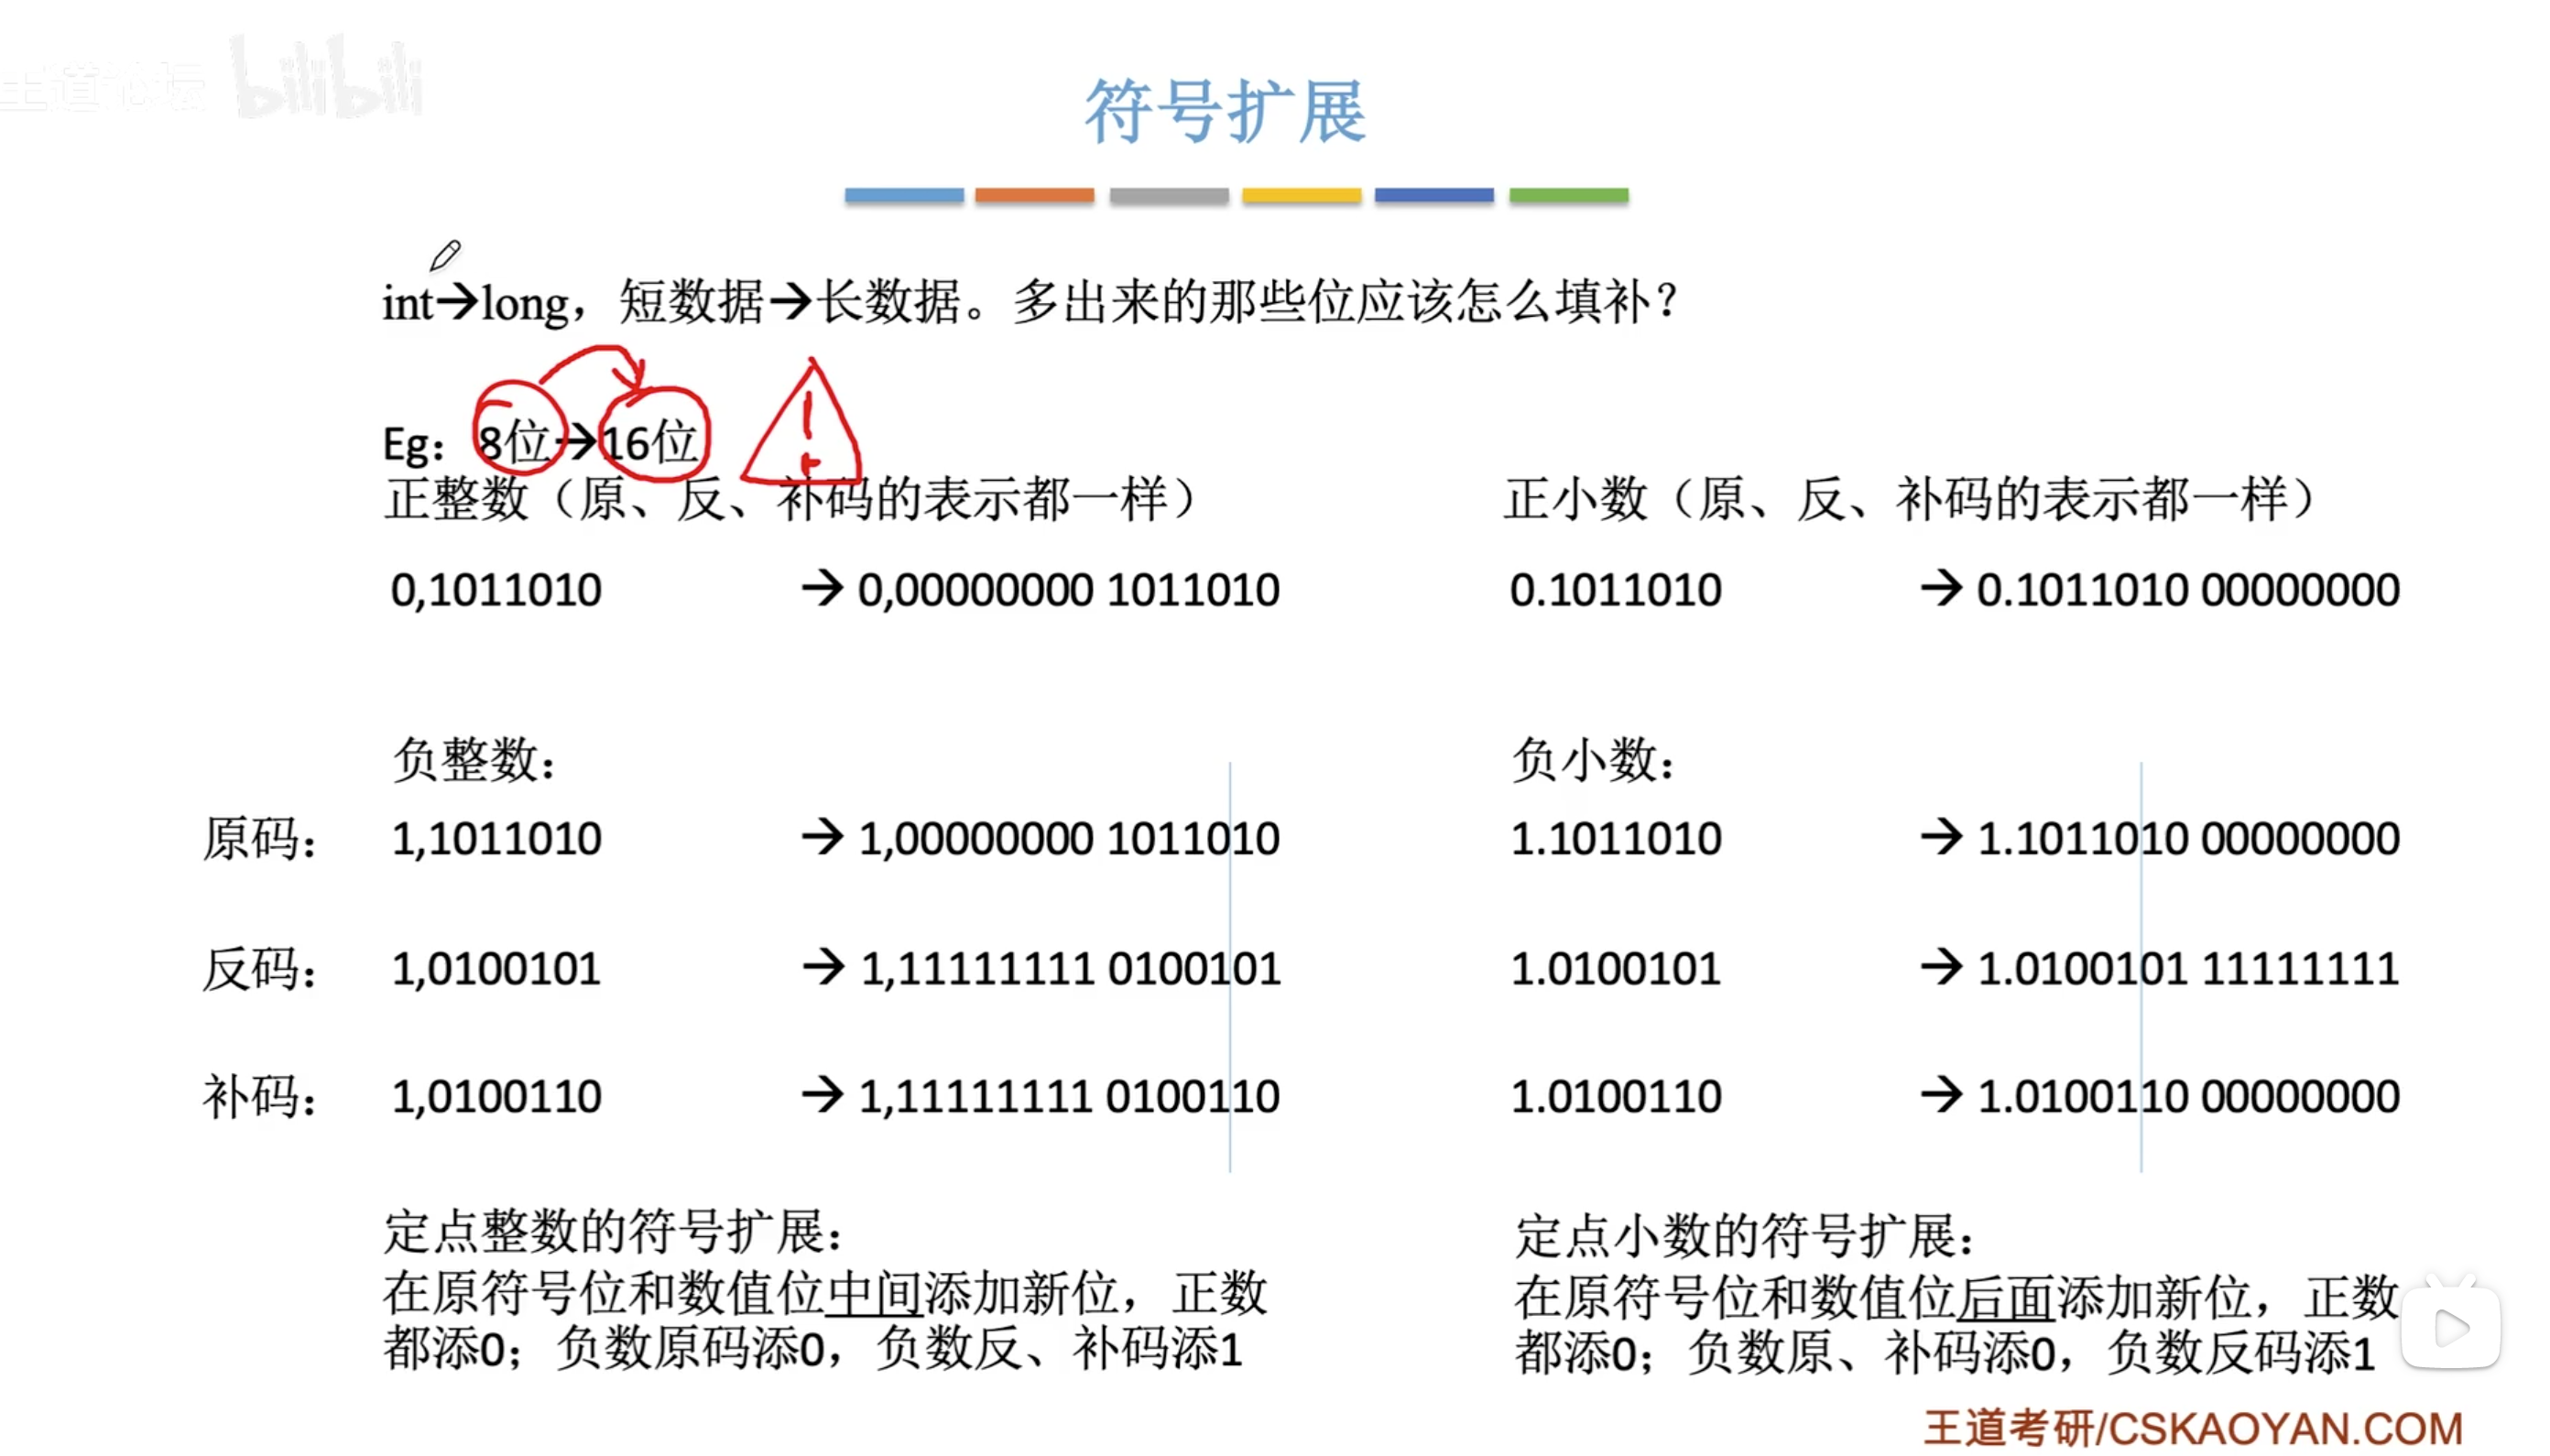 王道论坛 bilibili
符号扩展
int→long，短数据→长数据。多出来的那些位应该怎么填补？
Eg：8位→16位
正整数（原、反、补码的表示都一样）
0,1011010 → 0,00000000 1011010
正小数（原、反、补码的表示都一样）
0.1011010 → 0.1011010 00000000
负整数：
原码： 1,1011010 → 1,00000000 1011010
反码： 1,0100101 → 1,11111111 0100101
补码： 1,0100110 → 1,11111111 0100110
负小数：
1.1011010 → 1.1011010 00000000
1.0100101 → 1.0100101 11111111
1.0100110 → 1.0100110 00000000
定点整数的符号扩展：
在原符号位和数值位中间添加新位，正数
都添0；负数原码添0，负数反、补码添1
定点小数的符号扩展：
在原符号位和数值位后面添加新位，正数
都添0；负数原、补码添0，负数反码添1
王道考研/CSKAOYAN.COM